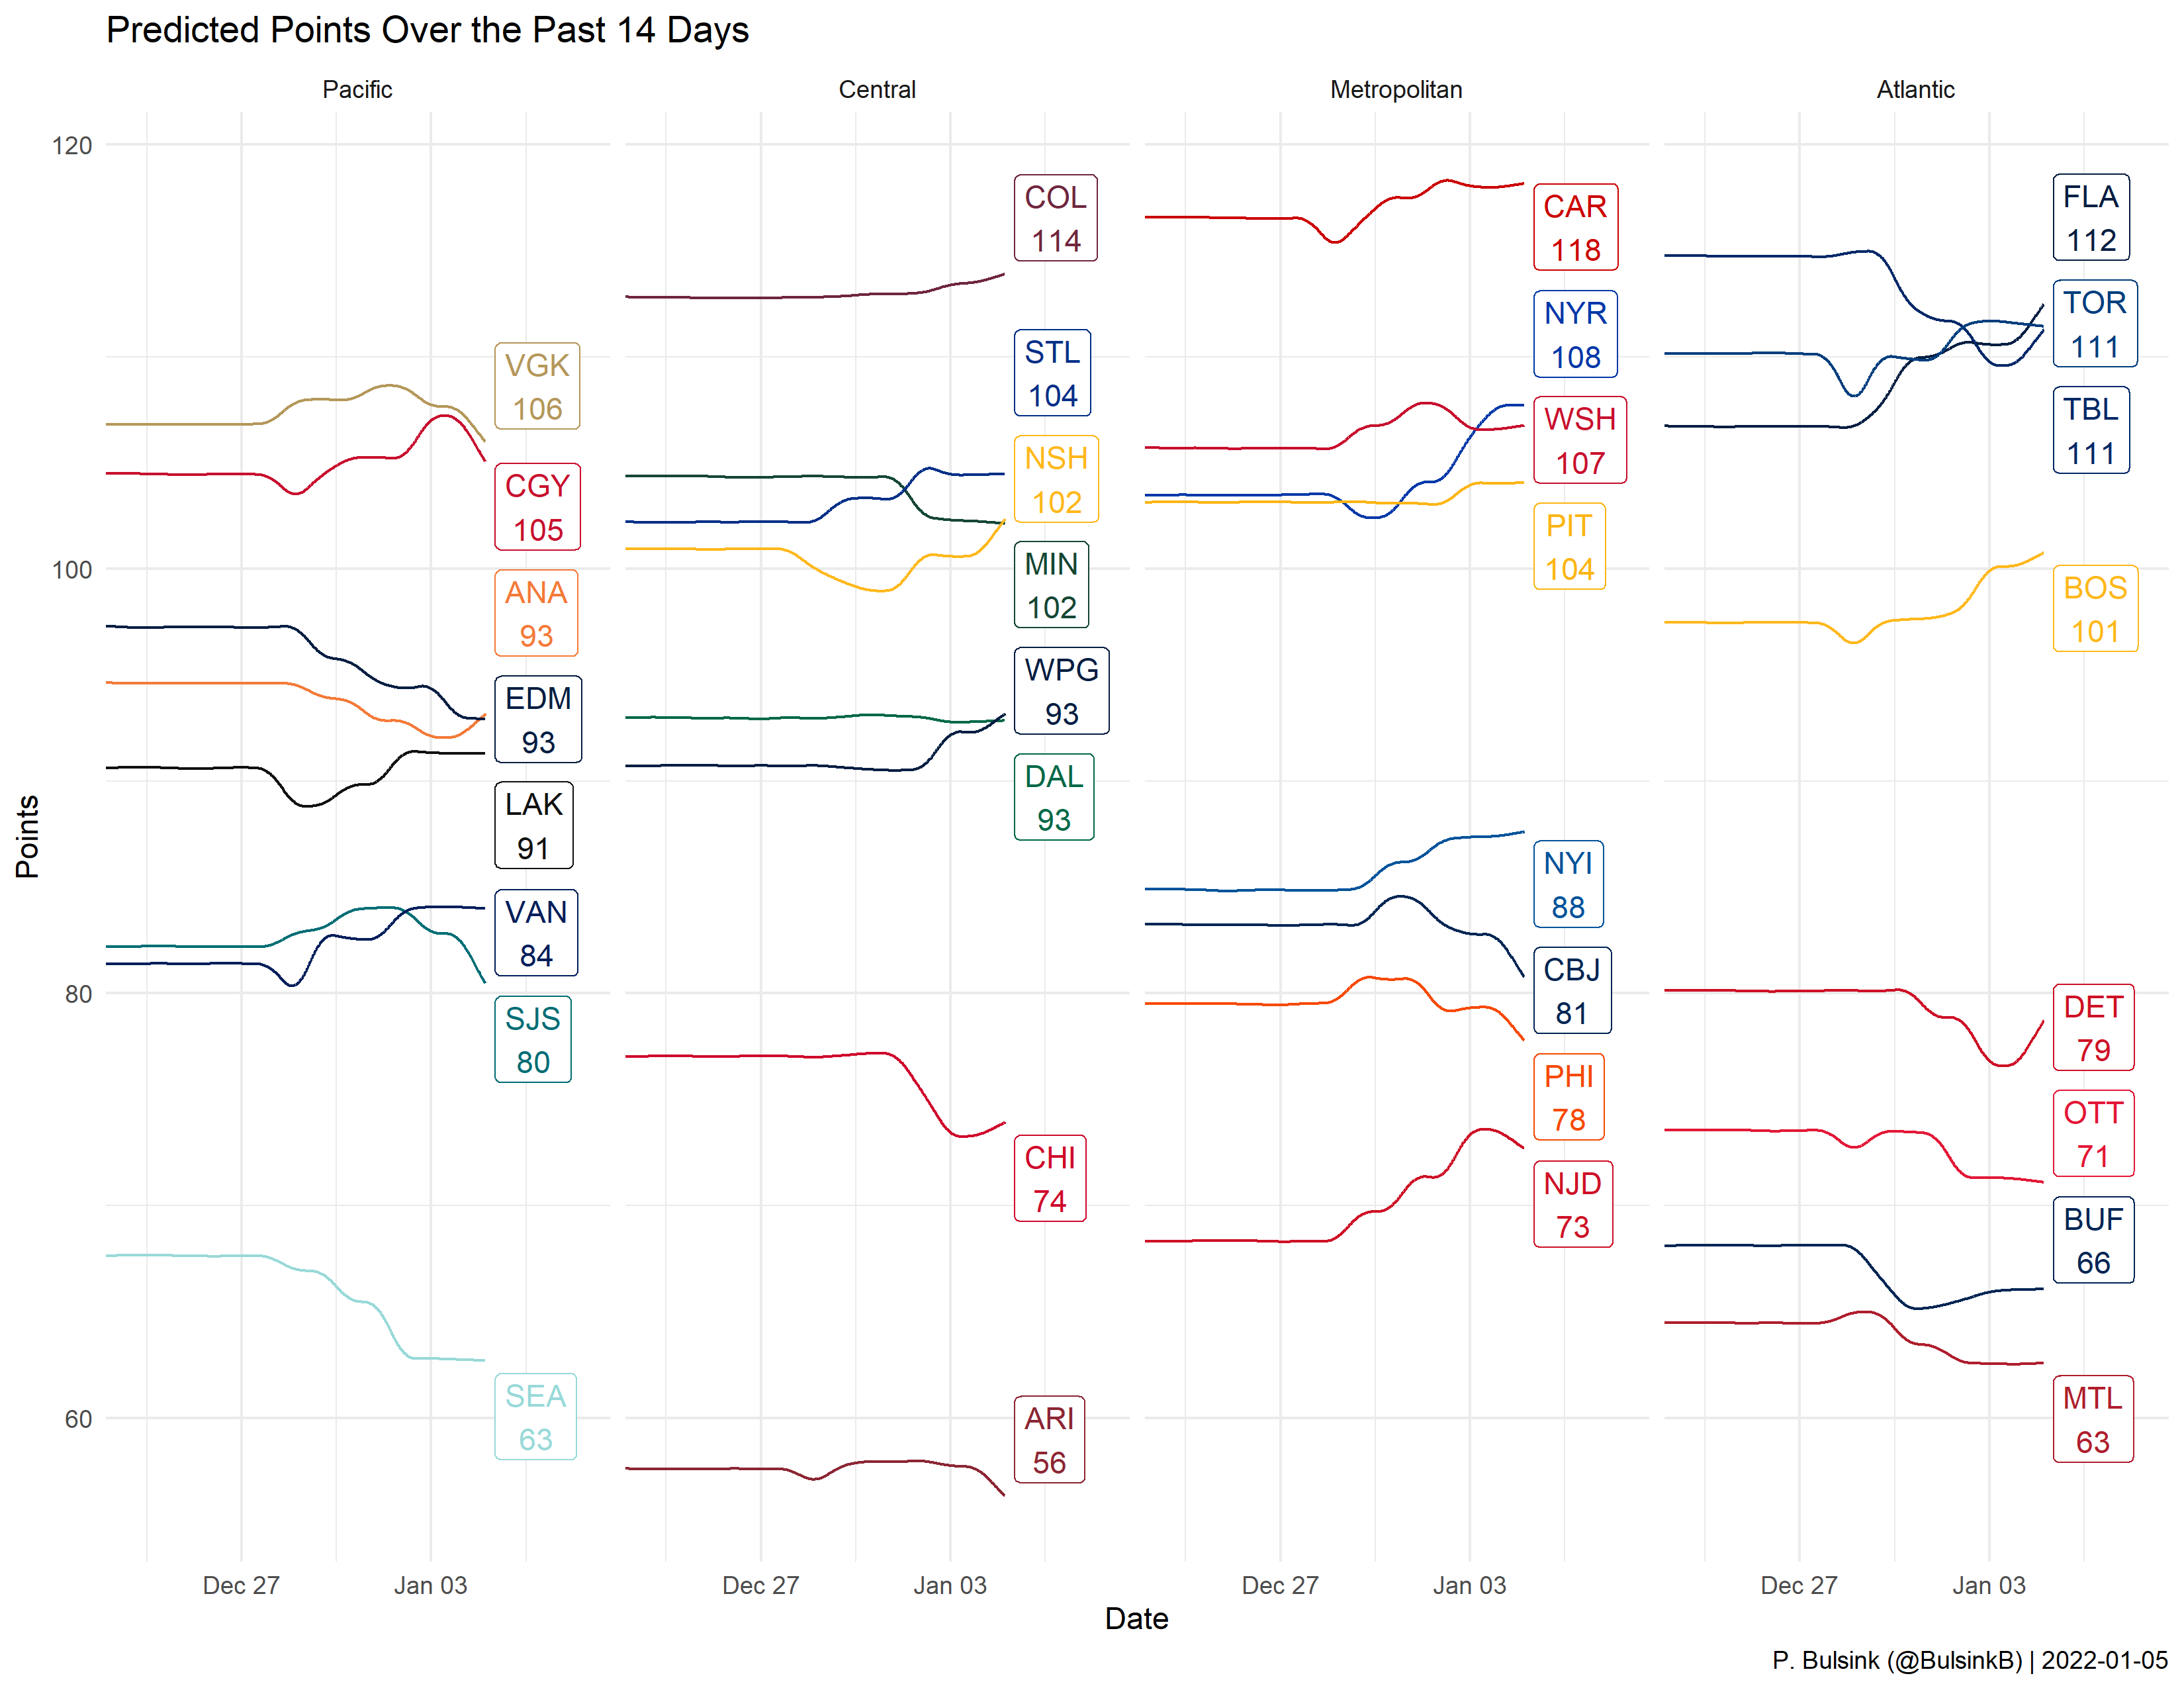 Predicted Points Over the Past 14 Days
Pacific
Central
Metropolitan
Atlantic
Points
120
100
80
60
VGK
106
CGY
105
ANA
93
EDM
93
LAK
91
VAN
84
SJS
80
SEA
63
COL
114
STL
104
NSH
102
MIN
102
WPG
93
DAL
93
CHI
74
ARI
56
CAR
118
NYR
108
WSH
107
PIT
104
NYI
88
CBJ
81
PHI
78
NJD
73
FLA
112
TOR
111
TBL
111
BOS
101
DET
79
OTT
71
BUF
66
MTL
63
Dec 27 Jan 03
Dec 27 Jan 03
Dec 27 Jan 03
Dec 27 Jan 03
Date
P. Bulsink (@BulsinkB) | 2022-01-05